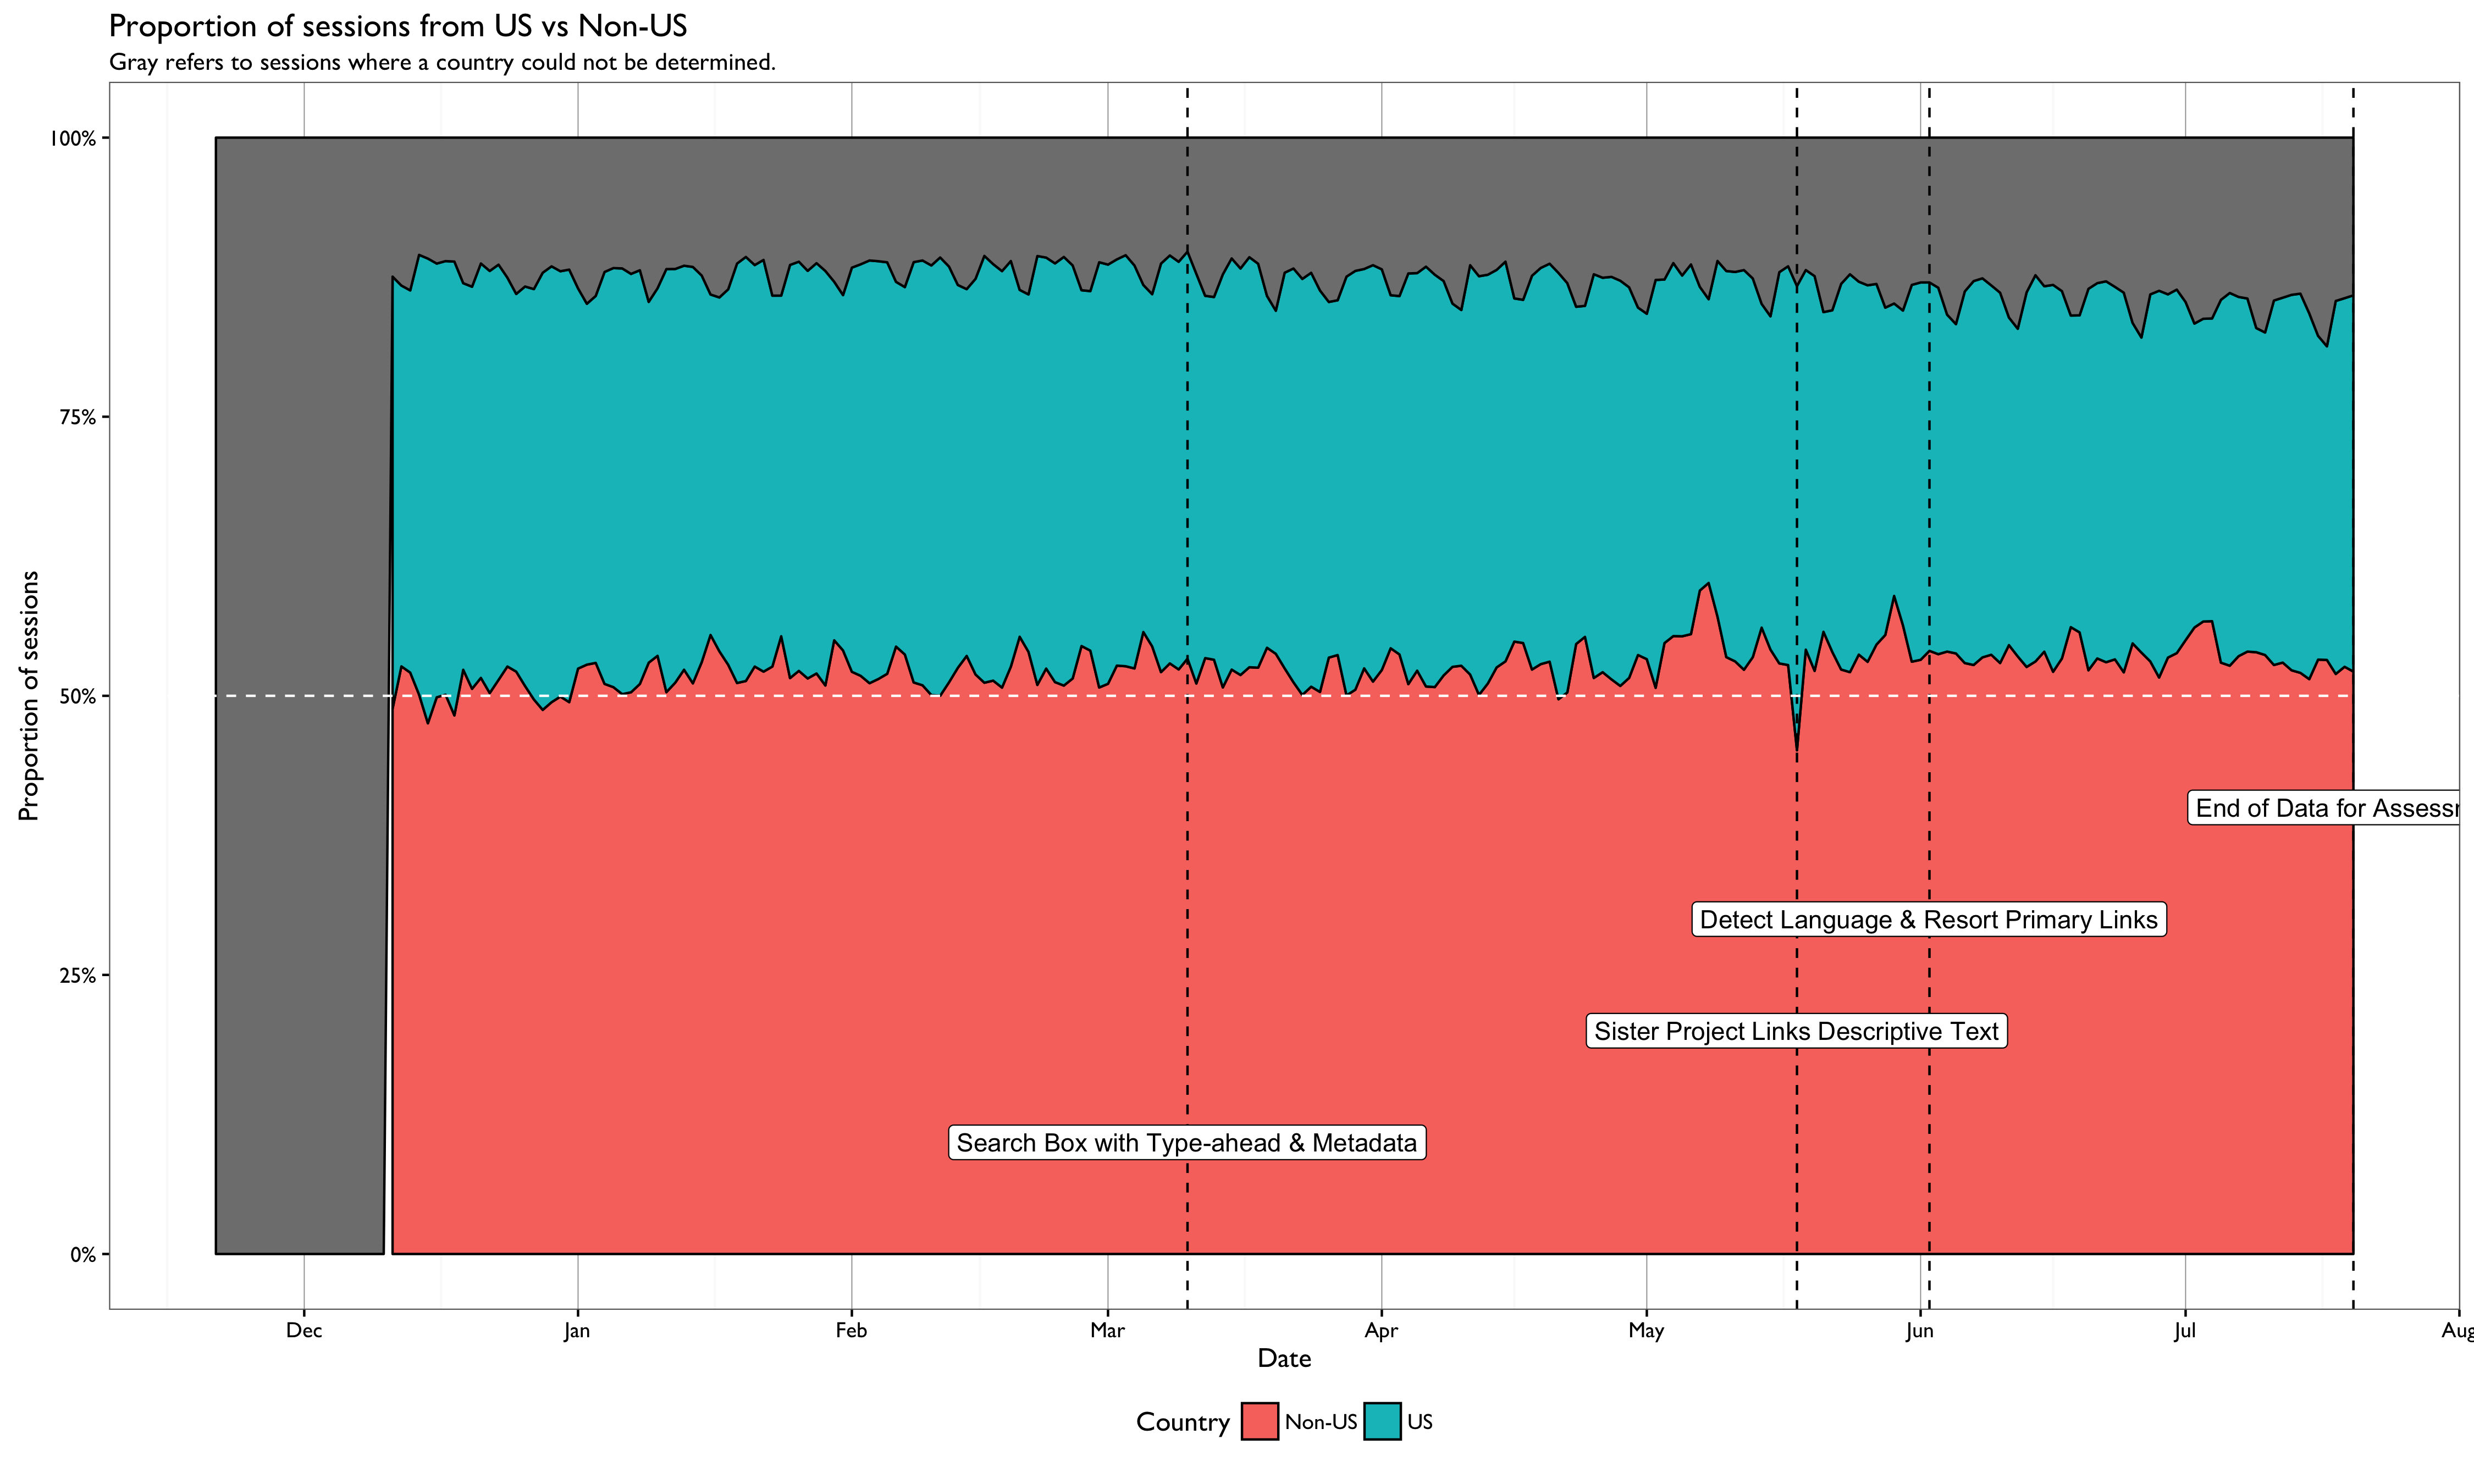 Proportion of sessions from US vs Non-US
Gray refers to sessions where a country could not be determined.
Proportion of sessions
100%
75%
50%
25%
0%
End of Data for Assessm
Detect Language & Resort Primary Links
Sister Project Links Descriptive Text
Search Box with Type-ahead & Metadata
Dec Jan Feb Mar Apr May Jun Jul Aug
Date
Country Non-US US